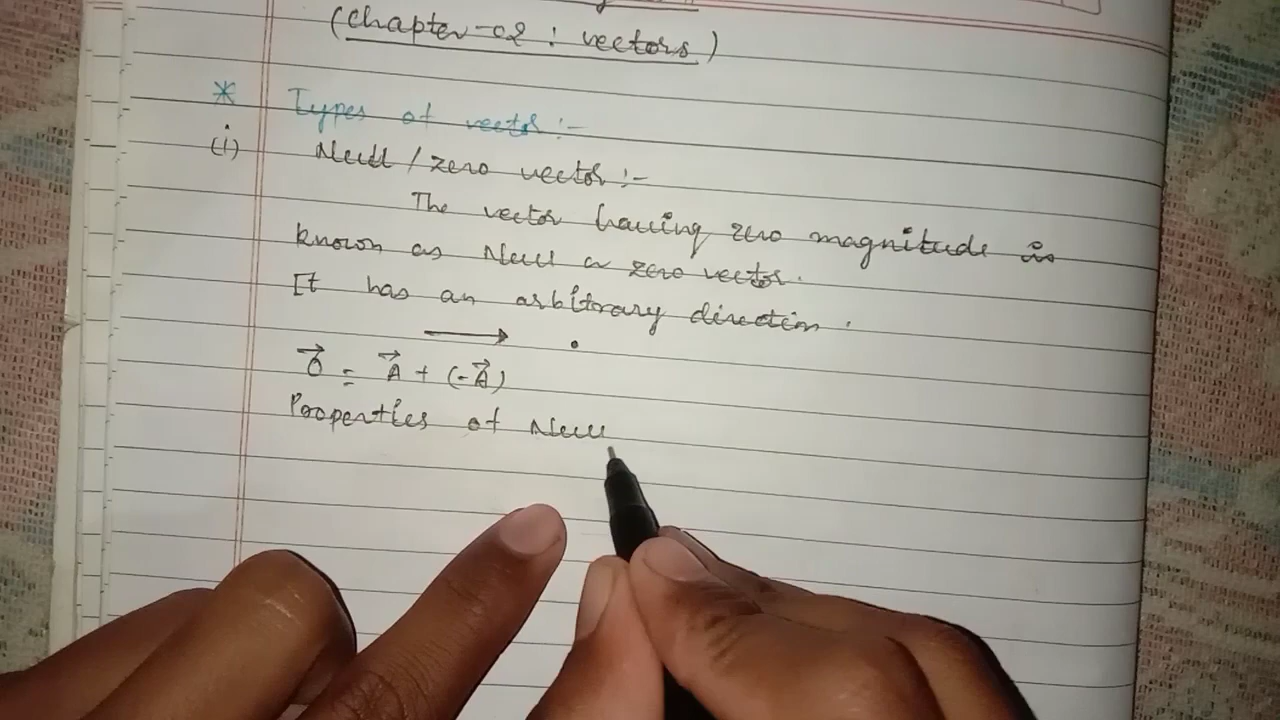 (Chapter-02 : vectors)
* Types of vector :-
(i) Null / zero vector :-
The vector having zero magnitude is
known as Null or zero vector.
It has an arbitrary direction.
0⃗ = A⃗ + (-A⃗)
Properties of Null